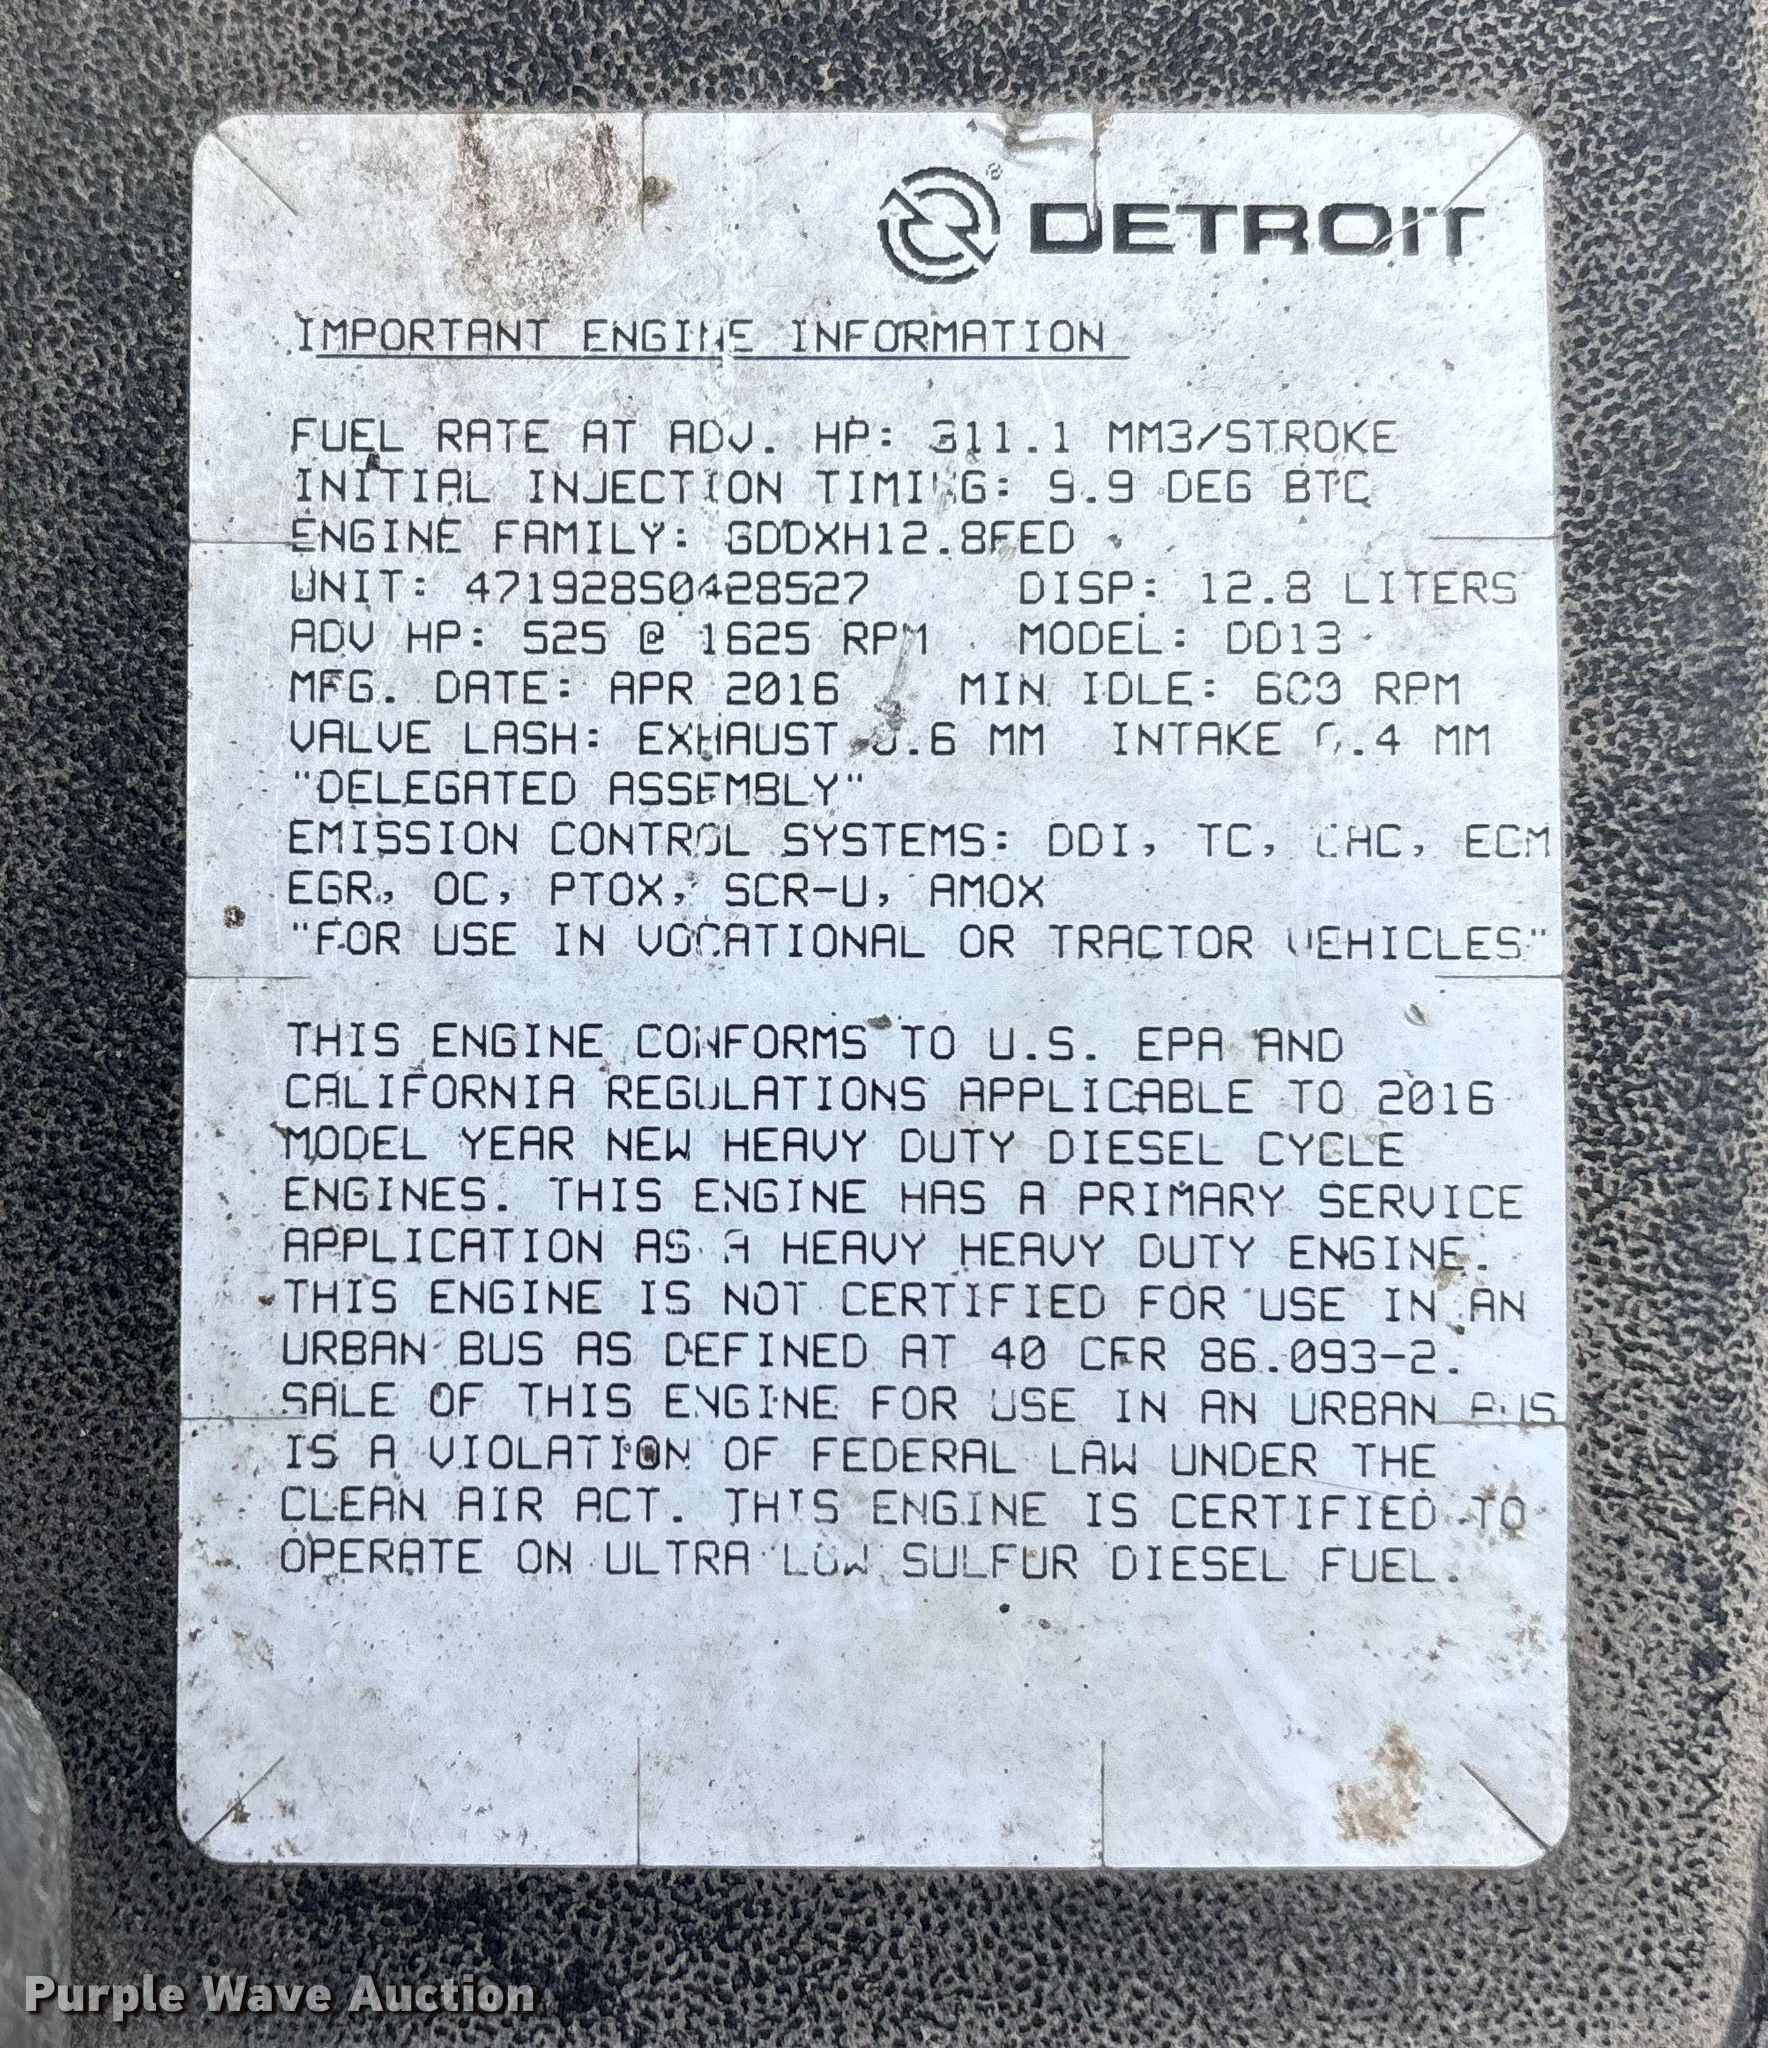 DETROIT
IMPORTANT ENGINE INFORMATION
FUEL RATE AT ADV. HP: 311.1 MM3/STROKE
INITIAL INJECTION TIMING: 9.9 DEG BTC
ENGINE FAMILY: GDDXH12.8FED
UNIT: 471928S0428527 DISP: 12.8 LITERS
ADV HP: 525 @ 1625 RPM MODEL: DD13
MFG. DATE: APR 2016 MIN IDLE: 600 RPM
VALVE LASH: EXHAUST 0.6 MM INTAKE 0.4 MM
"DELEGATED ASSEMBLY"
EMISSION CONTROL SYSTEMS: DDI, TC, CAC, ECM
EGR, OC, PTOX, SCR-U, AMOX
"FOR USE IN VOCATIONAL OR TRACTOR VEHICLES"
THIS ENGINE CONFORMS TO U.S. EPA AND
CALIFORNIA REGULATIONS APPLICABLE TO 2016
MODEL YEAR NEW HEAVY DUTY DIESEL CYCLE
ENGINES. THIS ENGINE HAS A PRIMARY SERVICE
APPLICATION AS A HEAVY HEAVY DUTY ENGINE.
THIS ENGINE IS NOT CERTIFIED FOR USE IN AN
URBAN BUS AS DEFINED AT 40 CFR 86.093-2.
SALE OF THIS ENGINE FOR USE IN AN URBAN BUS
IS A VIOLATION OF FEDERAL LAW UNDER THE
CLEAN AIR ACT. THIS ENGINE IS CERTIFIED TO
OPERATE ON ULTRA LOW SULFUR DIESEL FUEL.
Purple Wave Auction